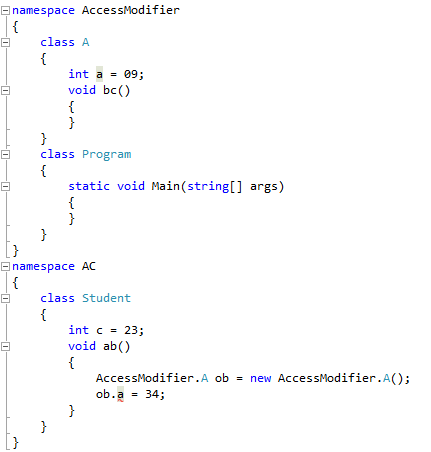 namespace AccessModifier
{
    class A
    {
        int a = 09;
        void bc()
        {
        }
    }
    class Program
    {
        static void Main(string[] args)
        {
        }
    }
}
namespace AC
{
    class Student
    {
        int c = 23;
        void ab()
        {
            AccessModifier.A ob = new AccessModifier.A();
            ob.a = 34;
        }
    }
}